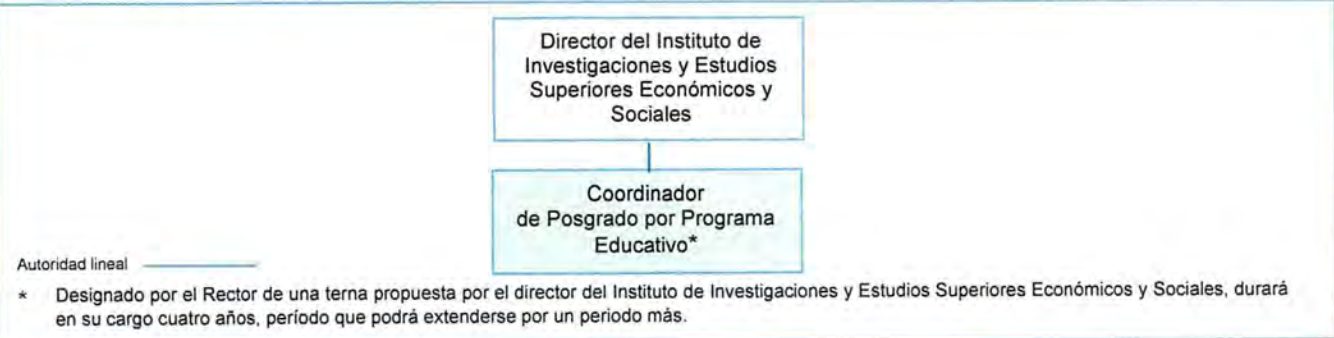 Director del Instituto de
Investigaciones y Estudios
Superiores Económicos y
Sociales
Coordinador
de Posgrado por Programa
Educativo*
Autoridad lineal
* Designado por el Rector de una terna propuesta por el director del Instituto de Investigaciones y Estudios Superiores Económicos y Sociales, durará
en su cargo cuatro años, período que podrá extenderse por un periodo más.